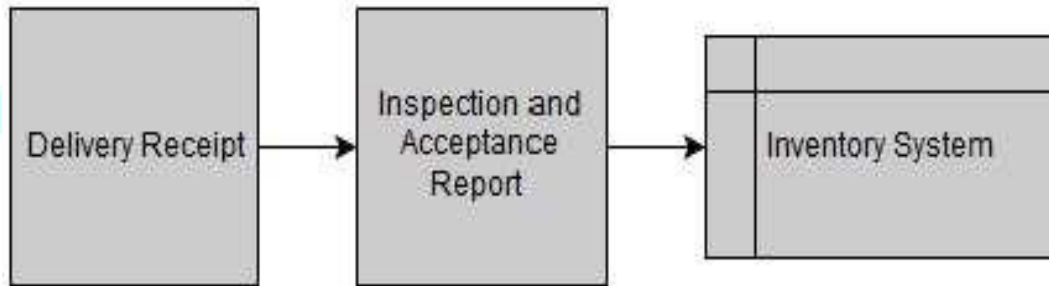 Delivery Receipt
Inspection and
Acceptance
Report
Inventory System